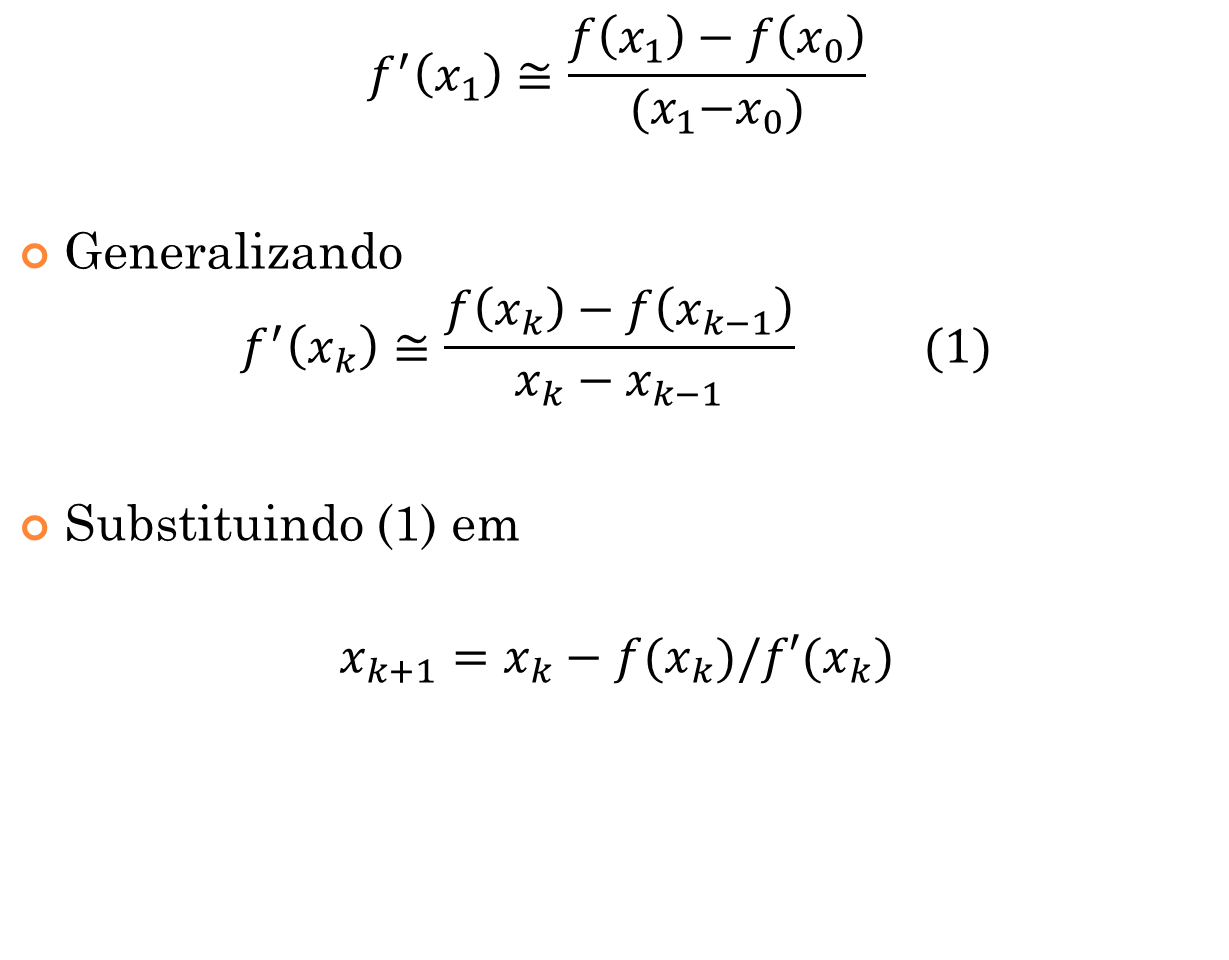 f′(x₁) ≅ f(x₁) − f(x₀) / (x₁−x₀)
Generalizando
f′(xₖ) ≅ f(xₖ) − f(xₖ₋₁) / xₖ − xₖ₋₁ (1)
Substituindo (1) em
xₖ₊₁ = xₖ − f(xₖ)/f′(xₖ)